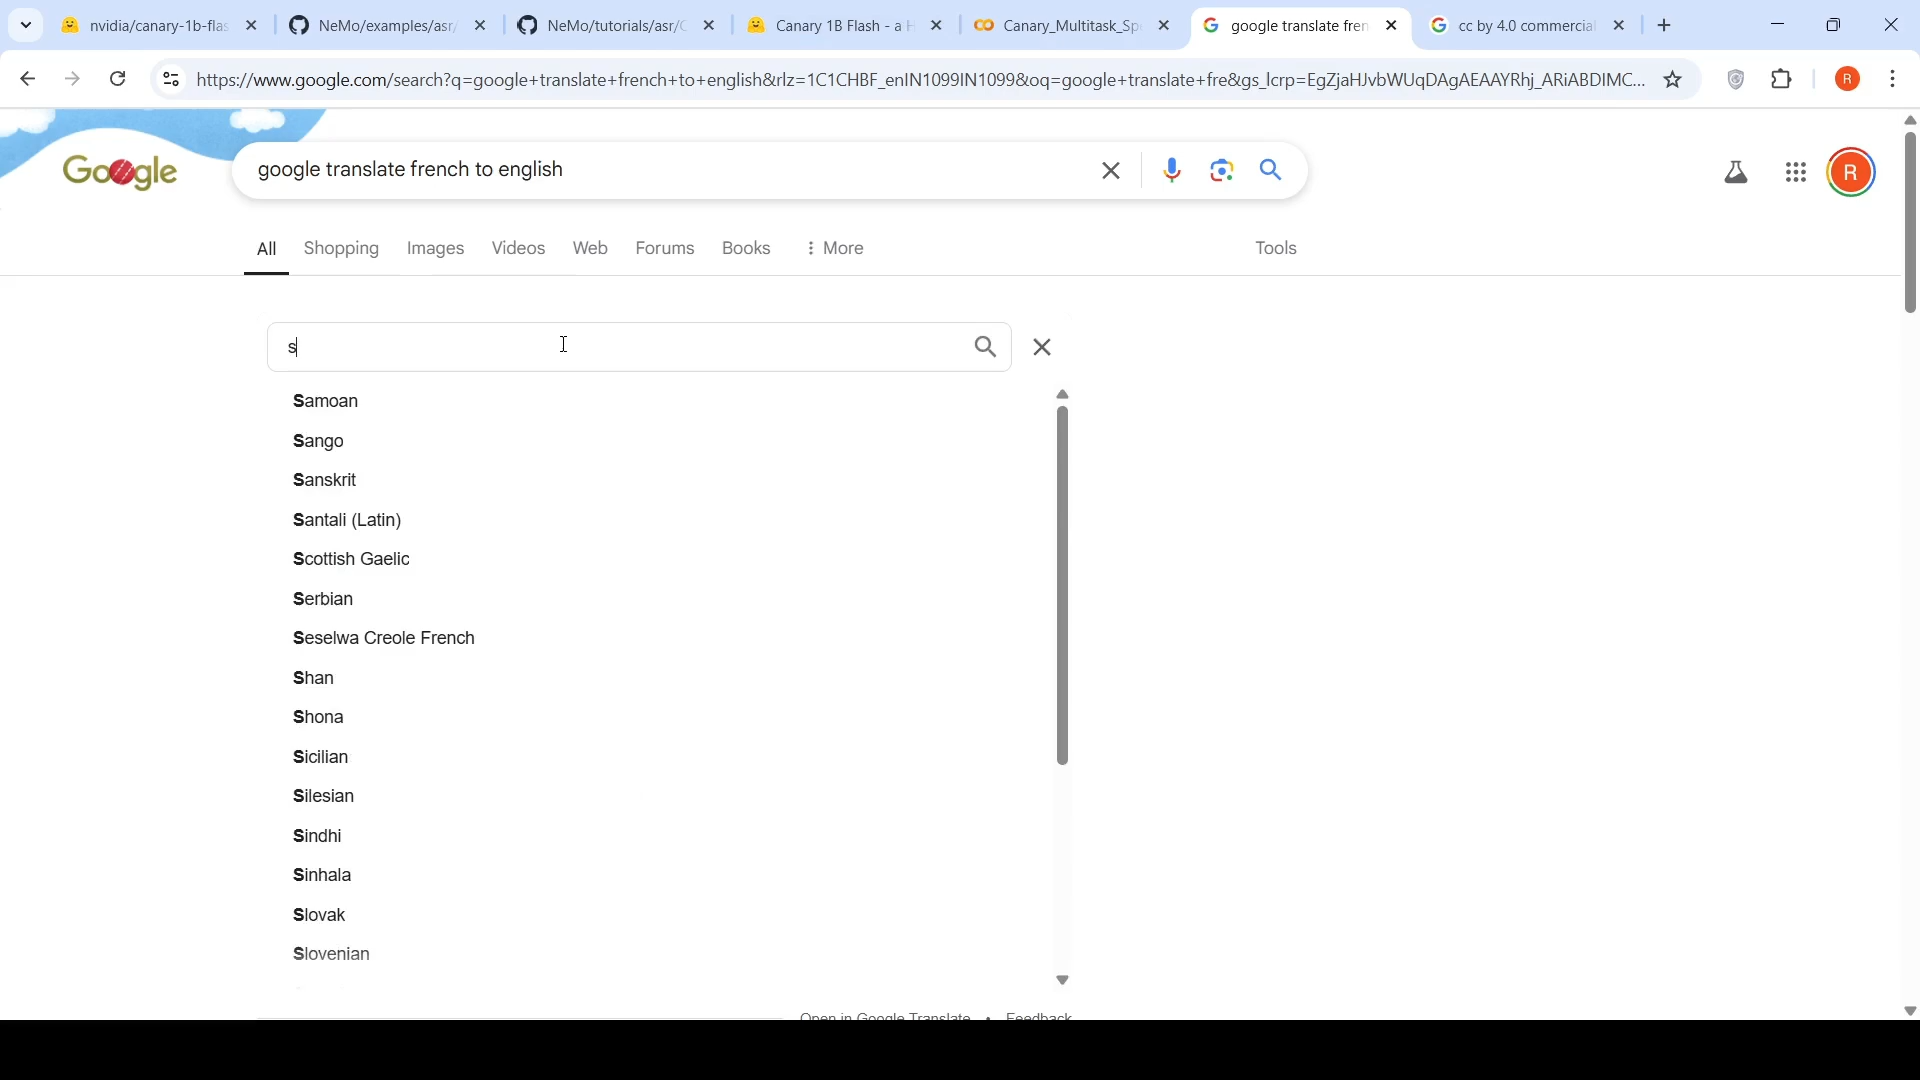 nvidia/canary-1b-flas
NeMo/examples/asr/
NeMo/tutorials/asr/C
Canary 1B Flash - a H
Canary_Multitask_Sp
google translate fren
cc by 4.0 commercial
https://www.google.com/search?q=google+translate+french+to+english&rlz=1C1CHBF_enIN1099IN1099&oq=google+translate+fre&gs_lcrp=EgZjaHJvbWUqDAgAEAAYRhj_ARiABDIMC...
R
Google
google translate french to english
R
All
Shopping
Images
Videos
Web
Forums
Books
More
Tools
s
Samoan
Sango
Sanskrit
Santali (Latin)
Scottish Gaelic
Serbian
Seselwa Creole French
Shan
Shona
Sicilian
Silesian
Sindhi
Sinhala
Slovak
Slovenian
Open in Google Translate • Feedback